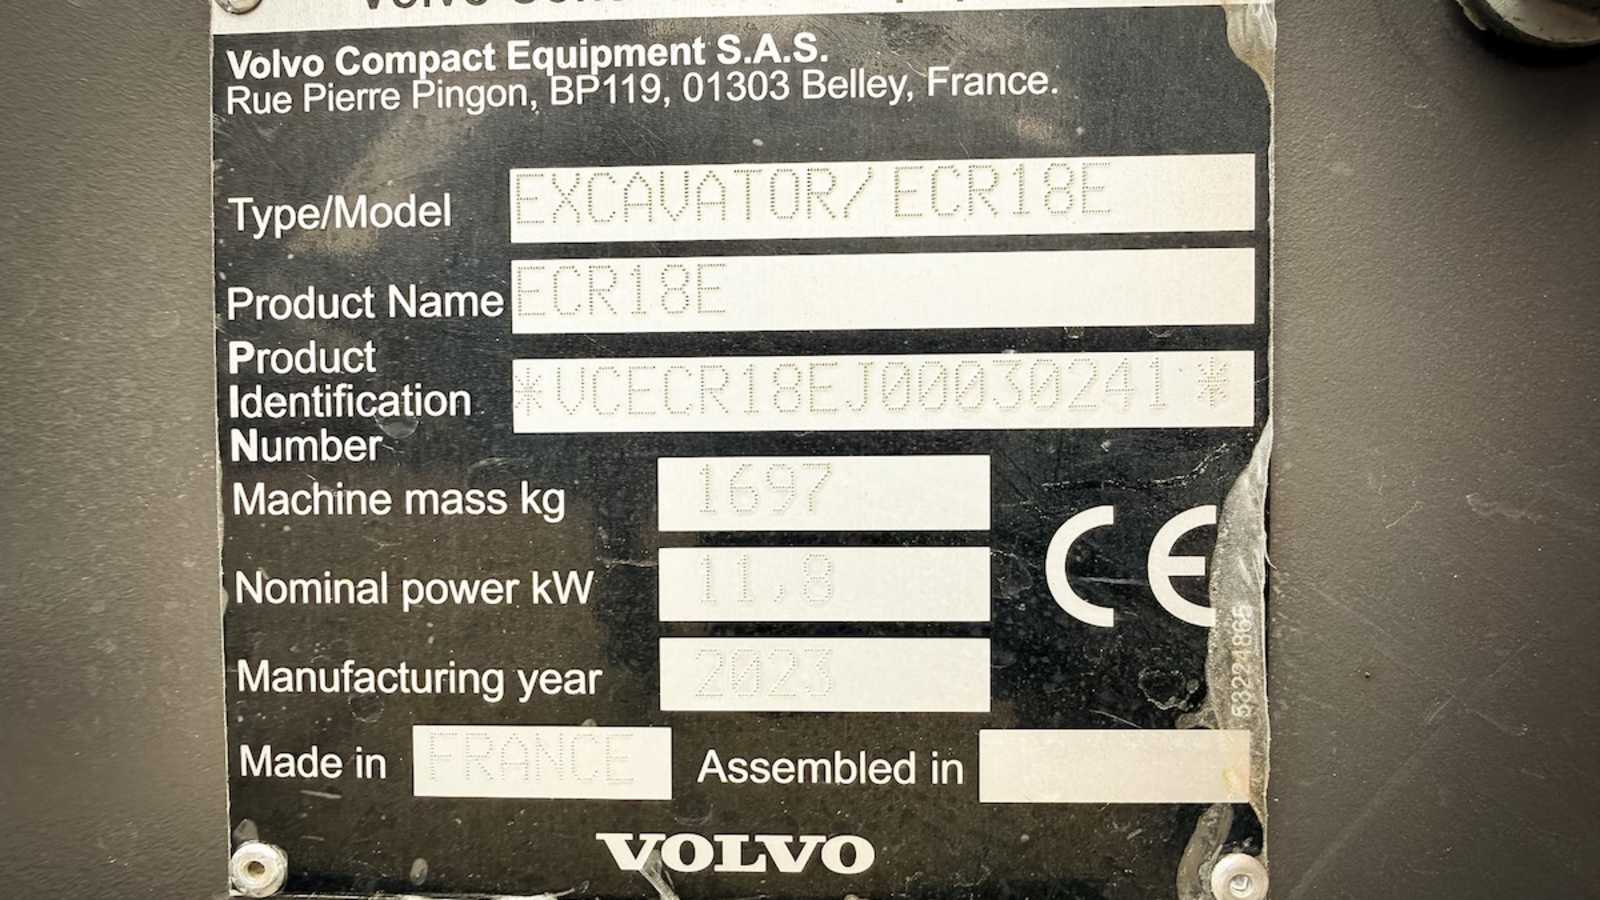 Volvo Compact Equipment S.A.S.
Rue Pierre Pingon, BP119, 01303 Belley, France.
Type/Model EXCAVATOR/ECR18E
Product Name ECR18E
Product
Identification *VCECR18EJ00030241*
Number
Machine mass kg 1697
Nominal power kW 11,8
CE
Manufacturing year 2023
53221865
Made in FRANCE Assembled in
VOLVO